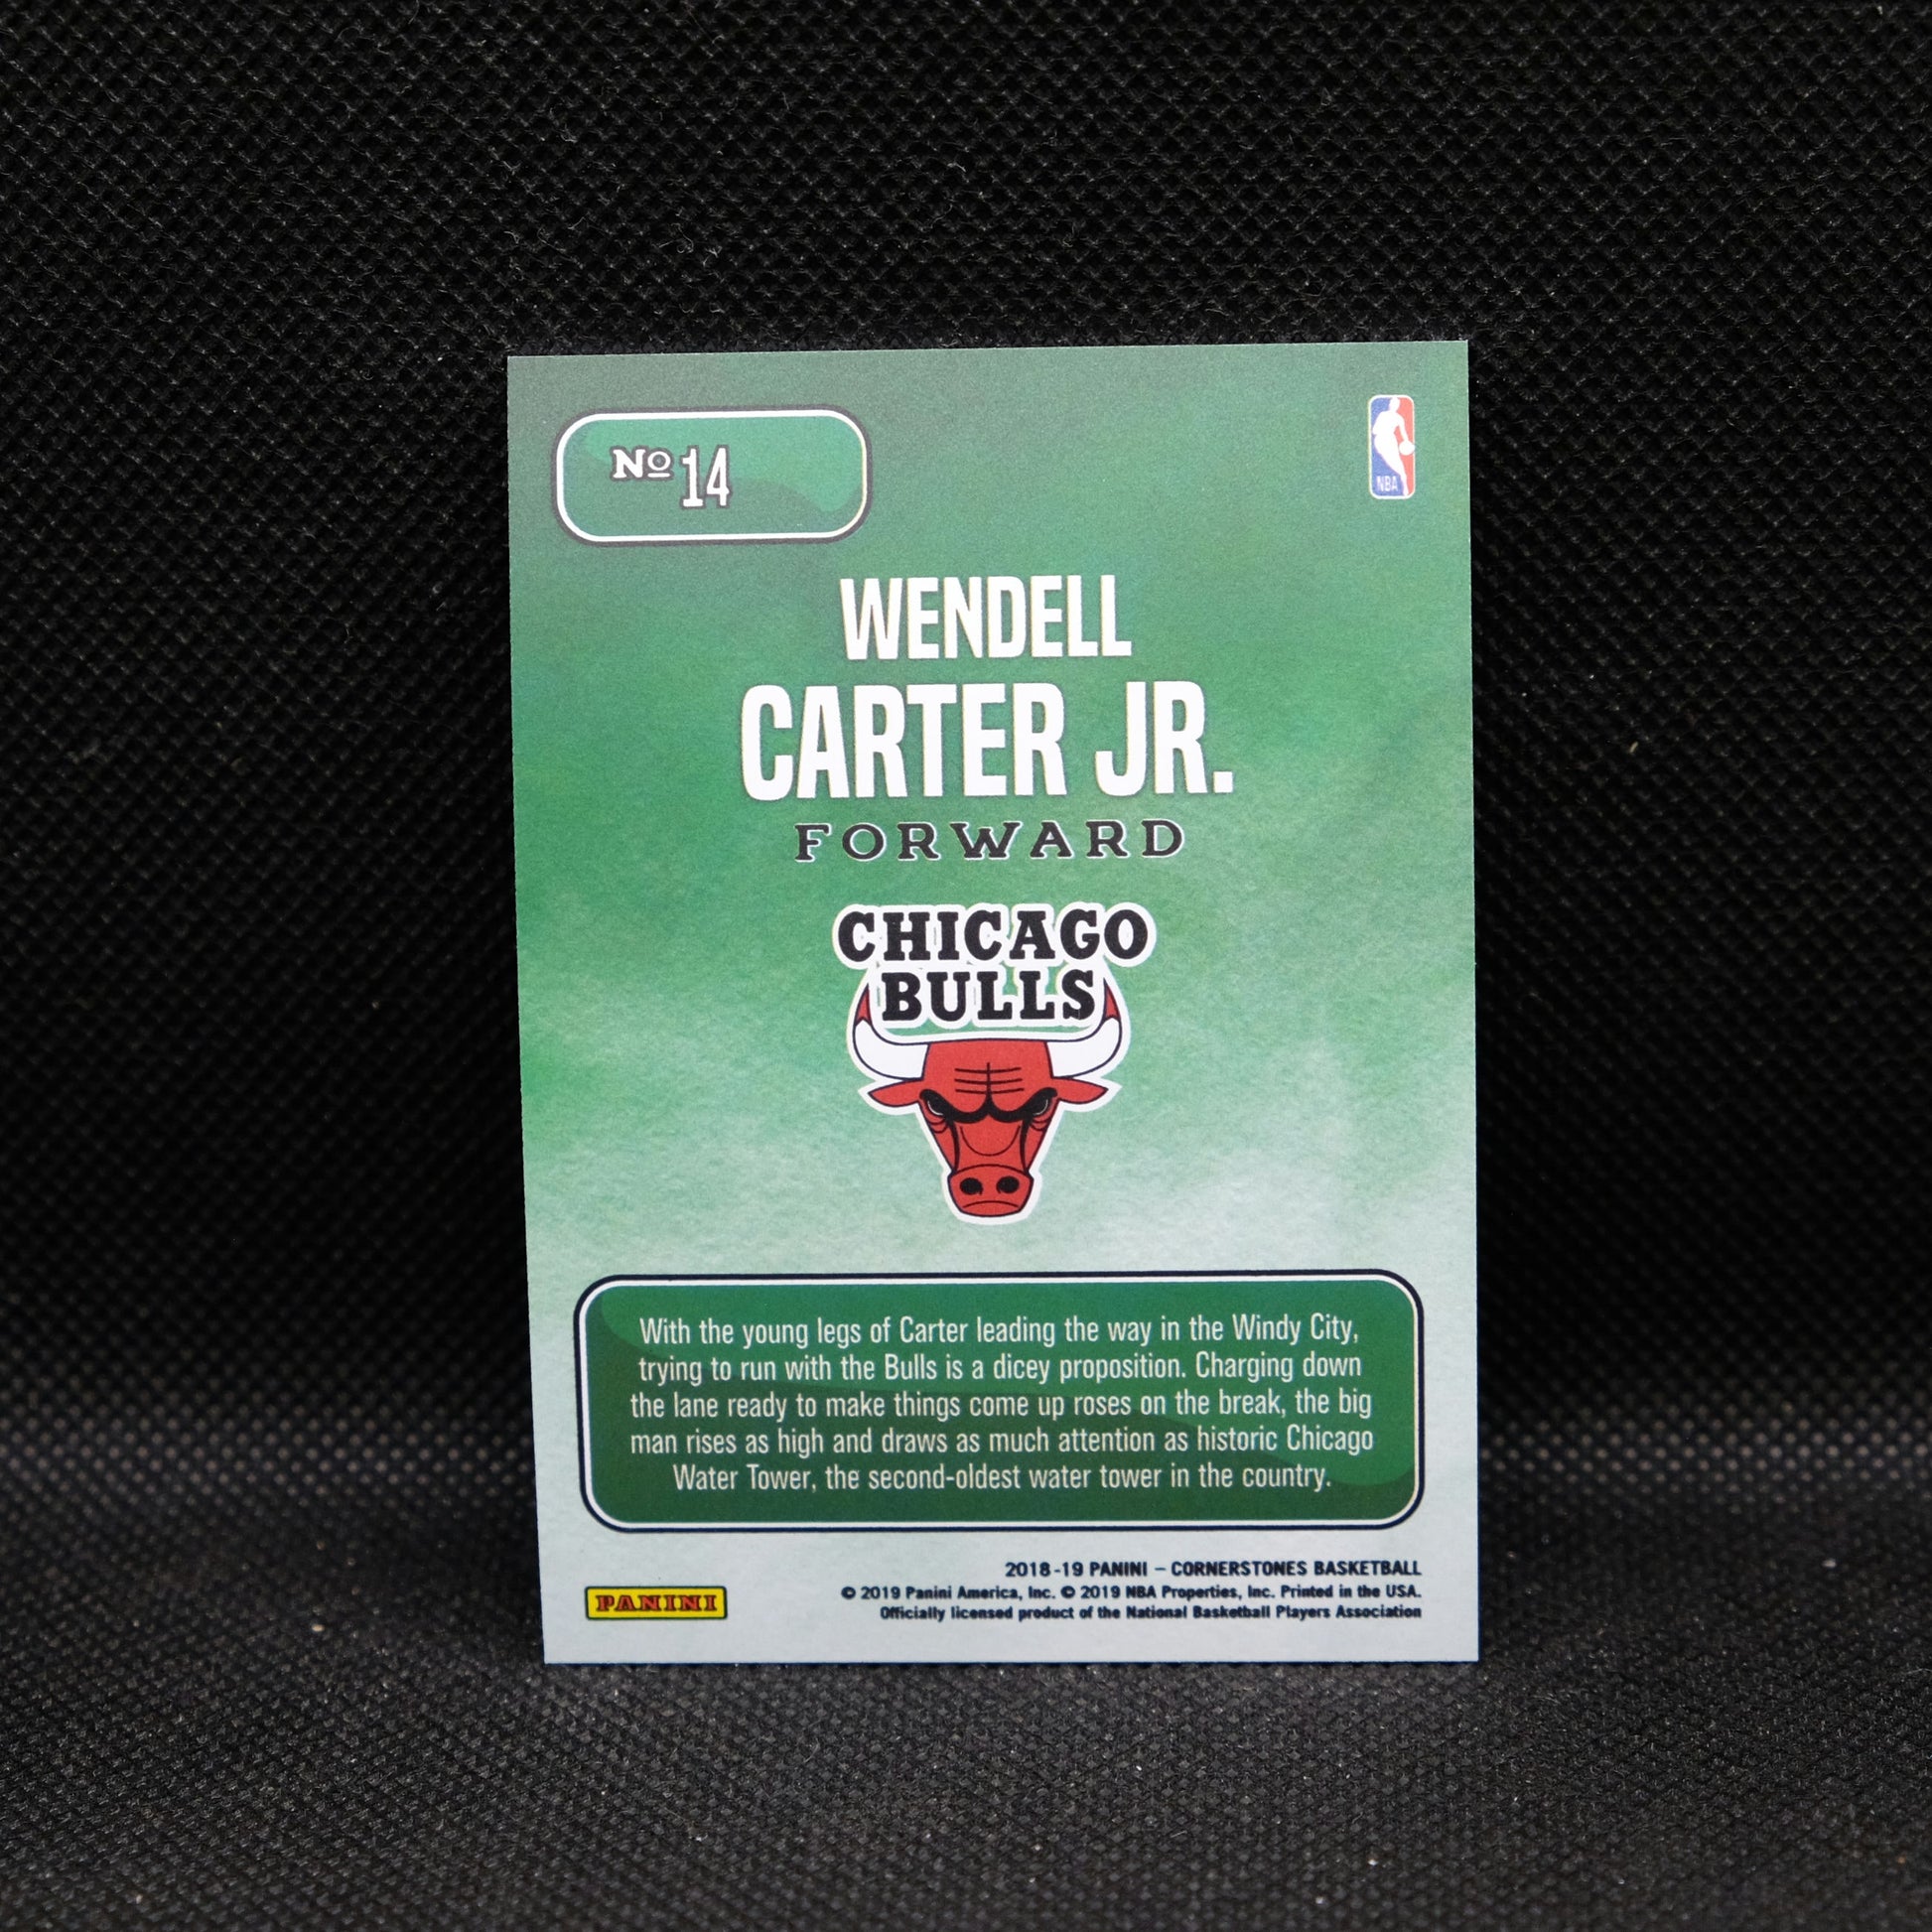 Nº 14
NBA
WENDELL
CARTER JR.
FORWARD
CHICAGO
BULLS
With the young legs of Carter leading the way in the Windy City,
trying to run with the Bulls is a dicey proposition. Charging down
the lane ready to make things come up roses on the break, the big
man rises as high and draws as much attention as historic Chicago
Water Tower, the second-oldest water tower in the country.
2018-19 PANINI – CORNERSTONES BASKETBALL
© 2019 Panini America, Inc. © 2019 NBA Properties, Inc. Printed in the USA.
Officially licensed product of the National Basketball Players Association
PANINI